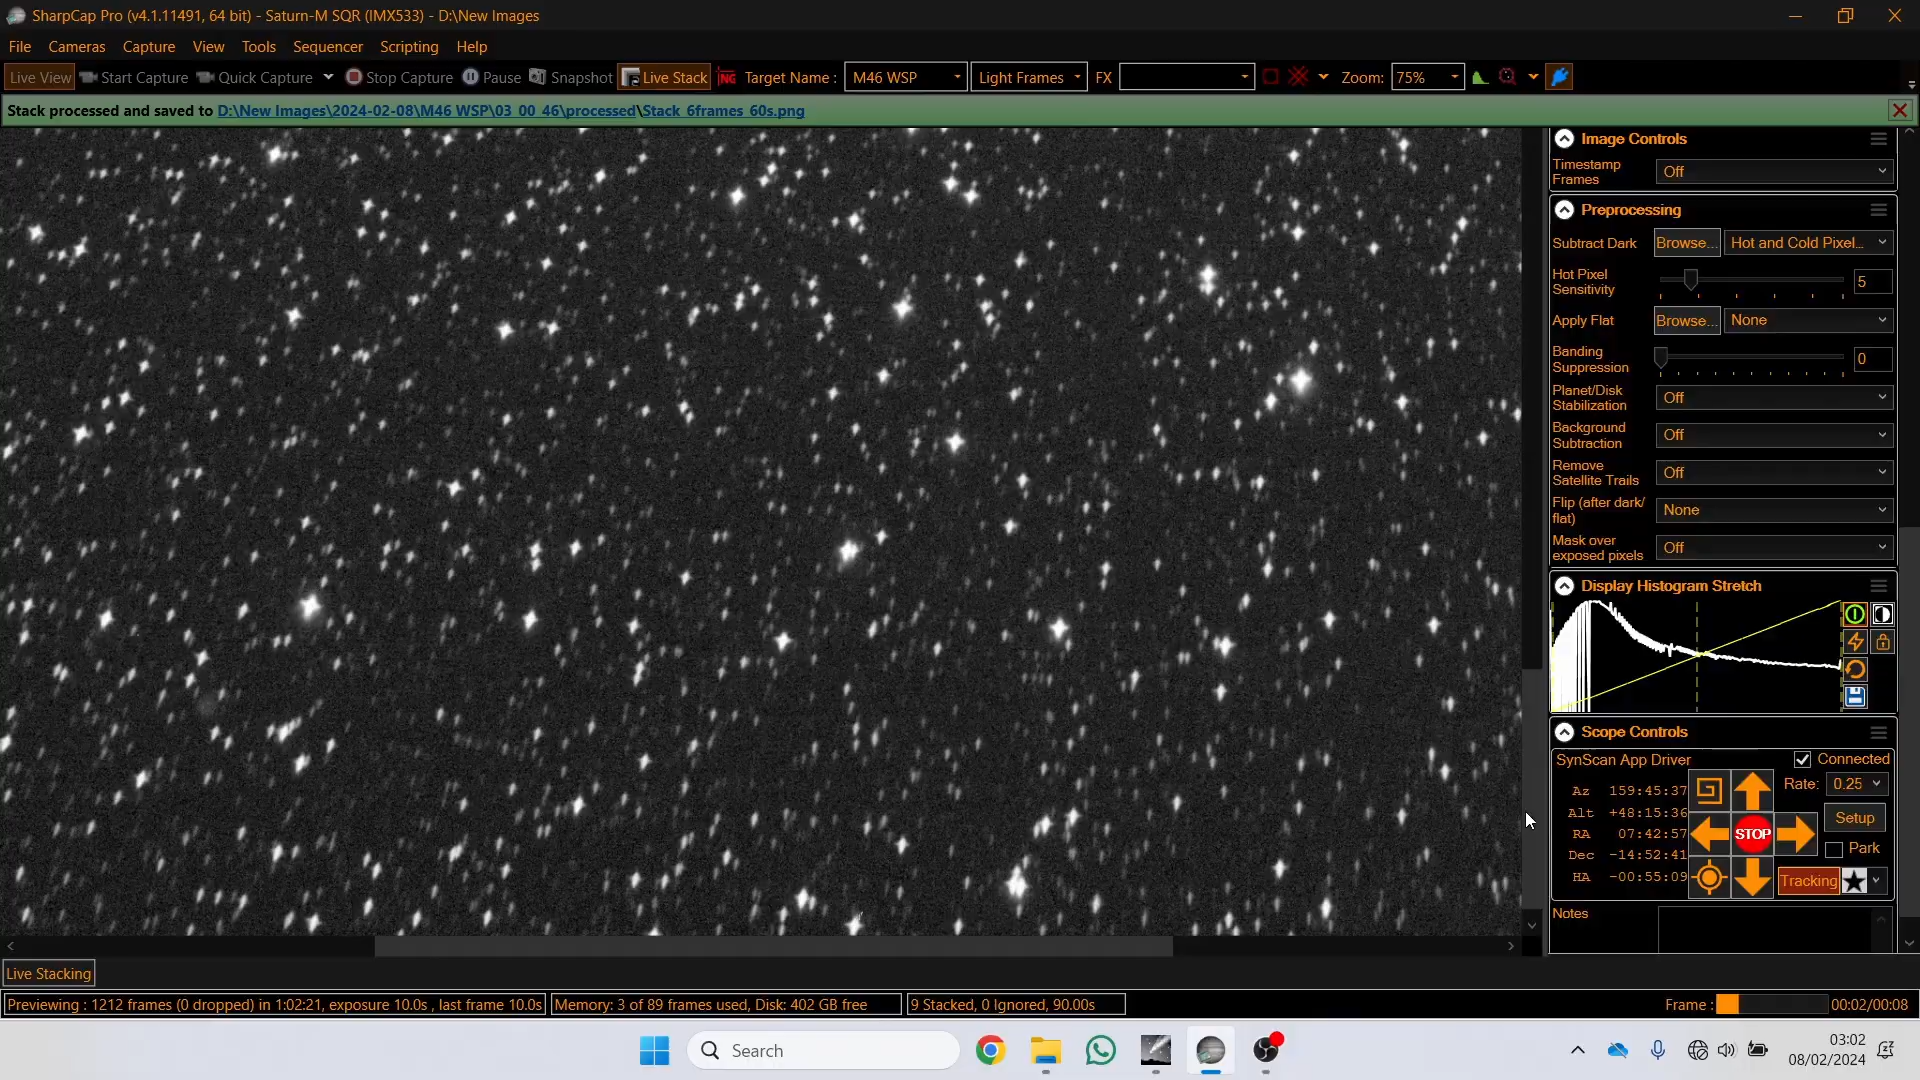 SharpCap Pro (v4.1.11491, 64 bit) - Saturn-M SQR (IMX533) - D:\New Images
File Cameras Capture View Tools Sequencer Scripting Help
Live View Start Capture Quick Capture Stop Capture Pause Snapshot Live Stack NG Target Name : M46 WSP Light Frames FX Zoom: 75%
Stack processed and saved to D:\New Images\2024-02-08\M46 WSP\03_00_46\processed\Stack_6frames_60s.png
Image Controls
Timestamp Frames Off
Preprocessing
Subtract Dark Browse... Hot and Cold Pixel...
Hot Pixel Sensitivity 5
Apply Flat Browse... None
Banding Suppression 0
Planet/Disk Stabilization Off
Background Subtraction Off
Remove Satellite Trails Off
Flip (after dark/ flat) None
Mask over exposed pixels Off
Display Histogram Stretch
Scope Controls
SynScan App Driver Connected
Az 159:45:37 Rate: 0.25
Alt +48:15:36 Setup
RA 07:42:57 STOP
Dec -14:52:41 Park
HA -00:55:09 Tracking
Notes
Live Stacking
Previewing : 1212 frames (0 dropped) in 1:02:21, exposure 10.0s , last frame 10.0s Memory: 3 of 89 frames used, Disk: 402 GB free 9 Stacked, 0 Ignored, 90.00s Frame : 00:02/00:08
Search
03:02
08/02/2024